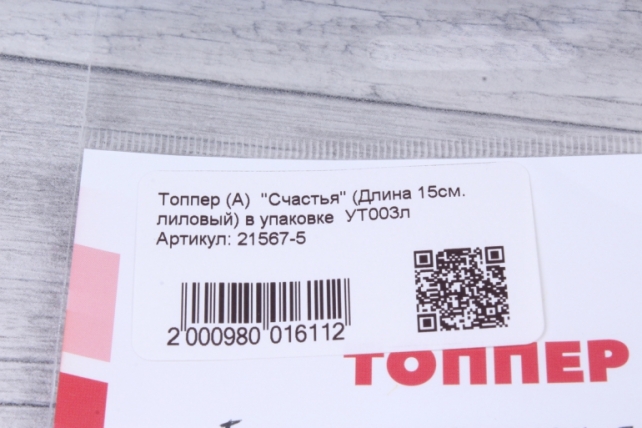 Топпер (А)  "Счастья" (Длина 15см.
лиловый) в упаковке  УТ003л
Артикул: 21567-5
2 000980 016112
ТОППЕР